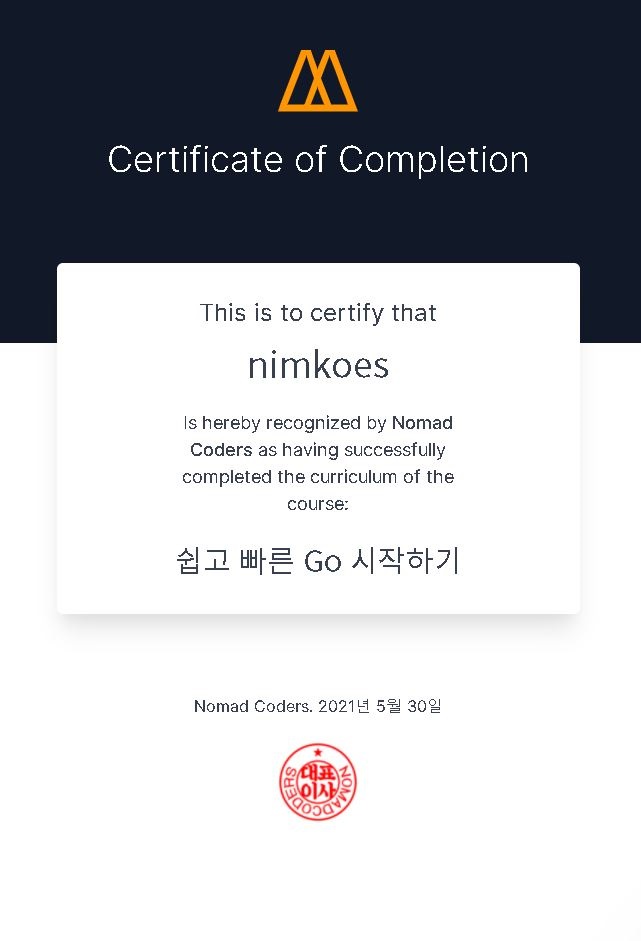 Certificate of Completion
This is to certify that
nimkoes
Is hereby recognized by Nomad
Coders as having successfully
completed the curriculum of the
course:
쉽고 빠른 Go 시작하기
Nomad Coders. 2021년 5월 30일
대표
이사
NOMADCODERS